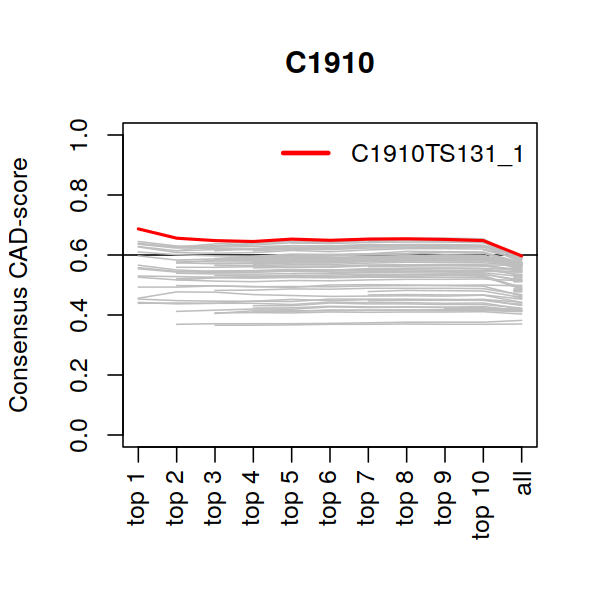 C1910
C1910TS131_1
Consensus CAD-score
1.0
0.8
0.6
0.4
0.2
0.0
top 1
top 2
top 3
top 4
top 5
top 6
top 7
top 8
top 9
top 10
all